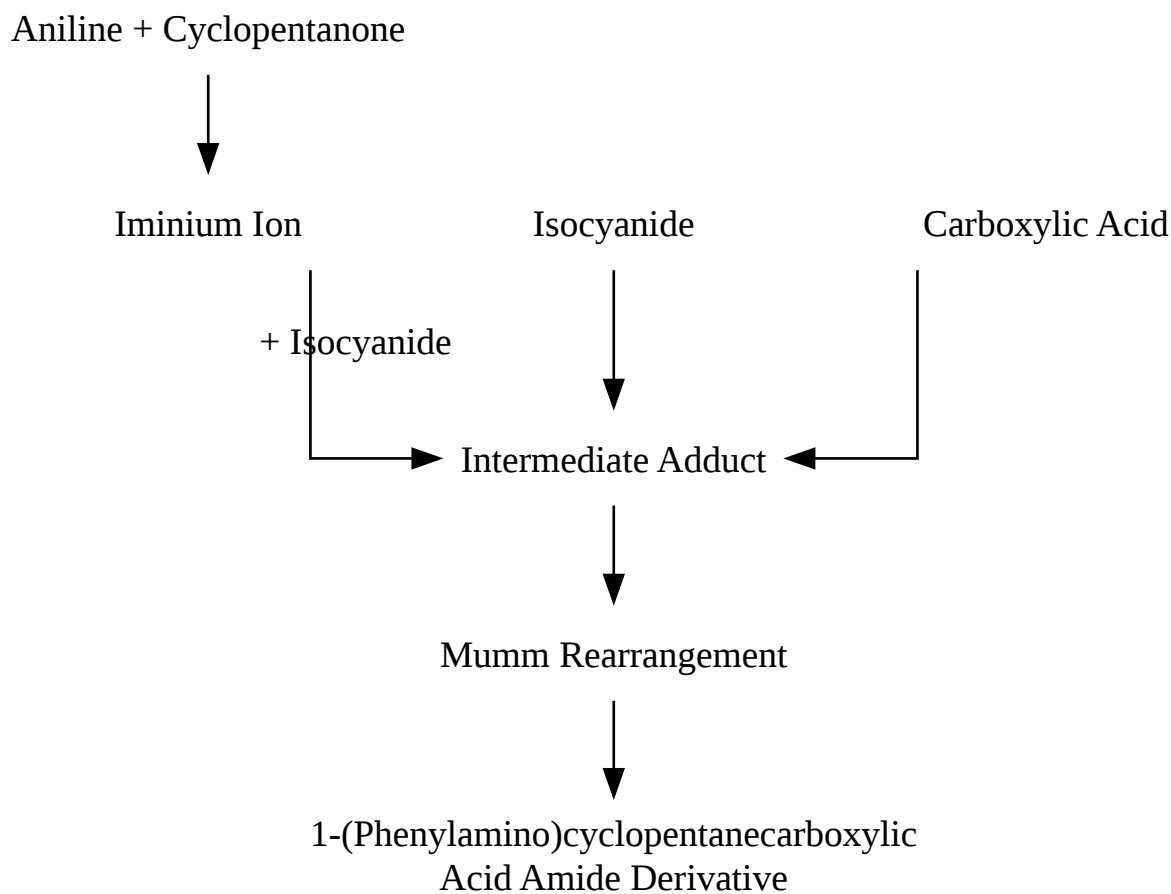 Aniline + Cyclopentanone
Iminium Ion
Isocyanide
Carboxylic Acid
+ Isocyanide
Intermediate Adduct
Mumm Rearrangement
1-(Phenylamino)cyclopentanecarboxylic
Acid Amide Derivative